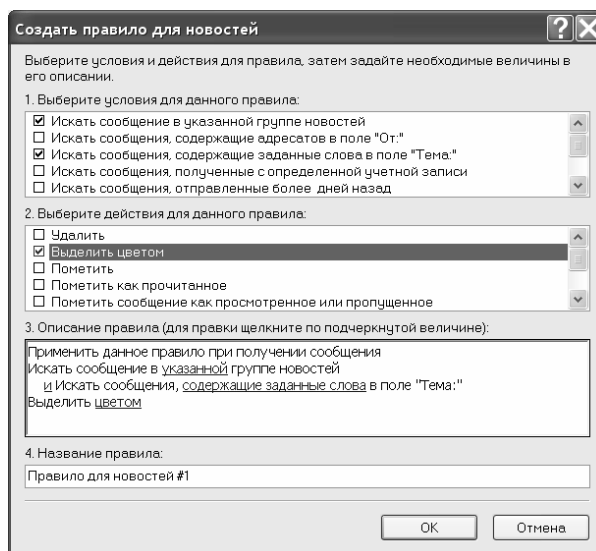 Создать правило для новостей
Выберите условия и действия для правила, затем задайте необходимые величины в
его описании.
1. Выберите условия для данного правила:
Искать сообщение в указанной группе новостей
Искать сообщения, содержащие адресатов в поле "От:"
Искать сообщения, содержащие заданные слова в поле "Тема:"
Искать сообщения, полученные с определенной учетной записи
Искать сообщения, отправленные более дней назад
2. Выберите действия для данного правила:
Удалить
Выделить цветом
Пометить
Пометить как прочитанное
Пометить сообщение как просмотренное или пропущенное
3. Описание правила (для правки щелкните по подчеркнутой величине):
Применить данное правило при получении сообщения
Искать сообщение в указанной группе новостей
и Искать сообщения, содержащие заданные слова в поле "Тема:"
Выделить цветом
4. Название правила:
Правило для новостей #1
OK Отмена